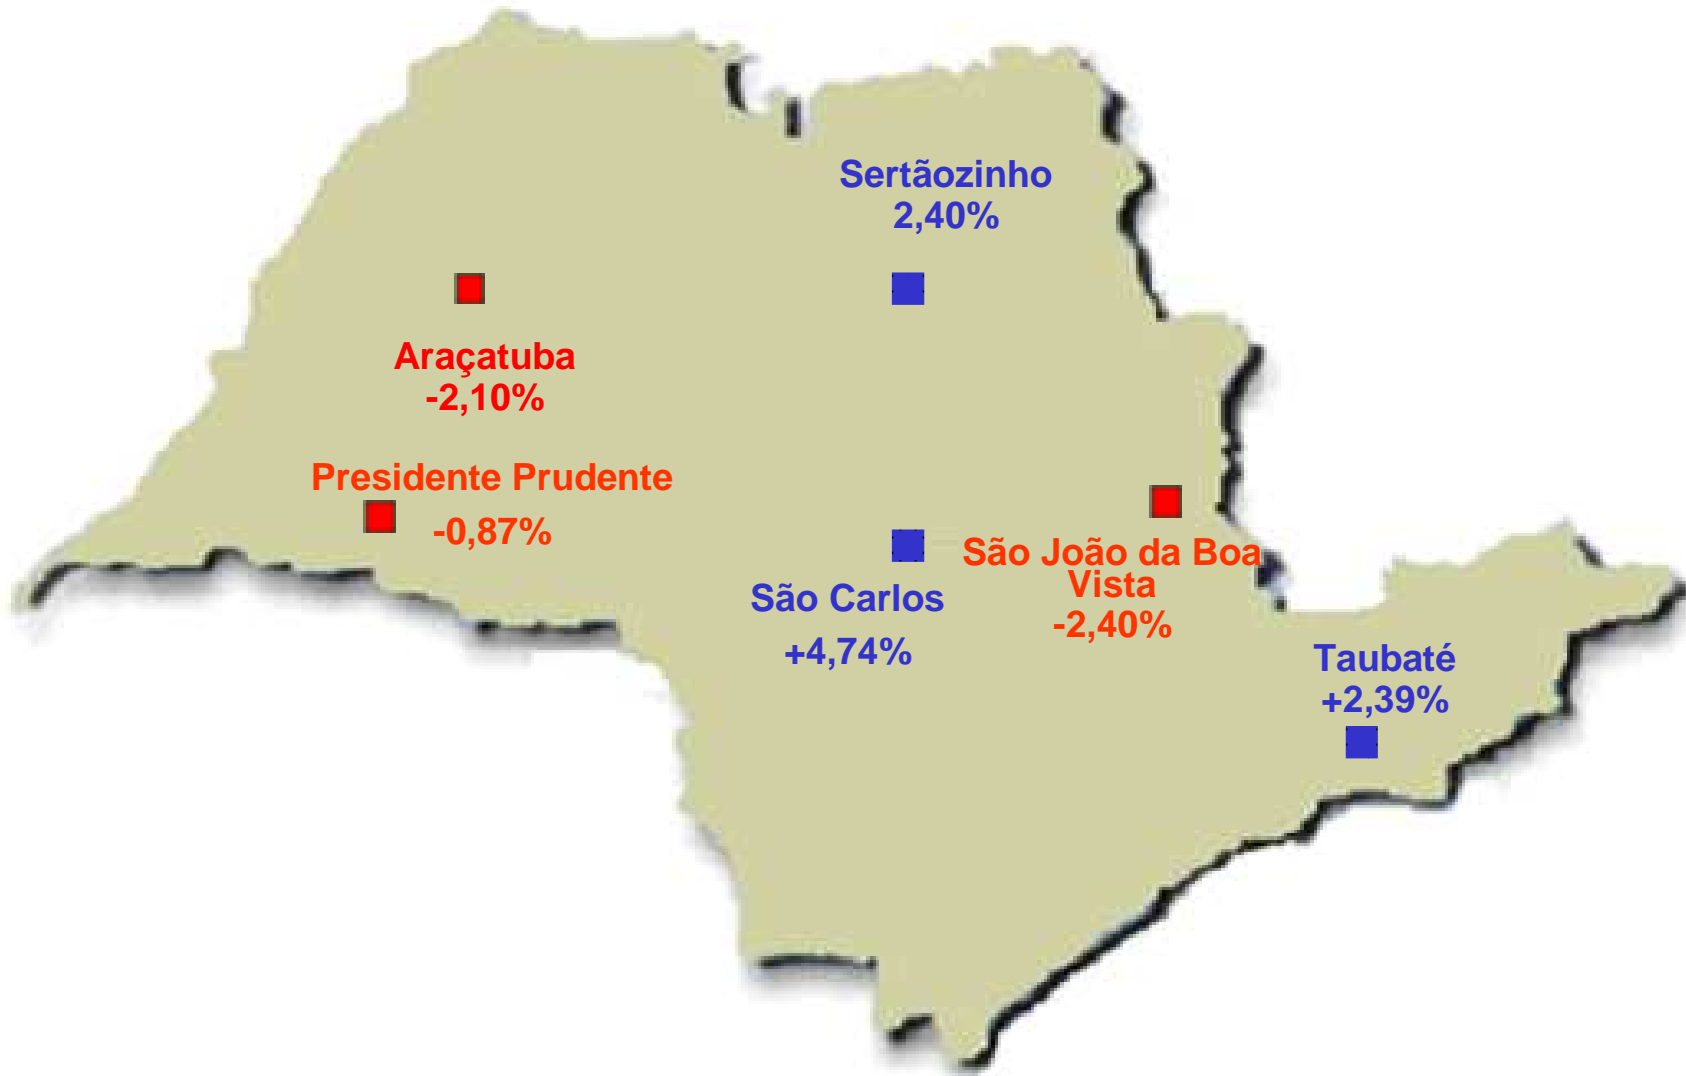 Sertãozinho
2,40%
Araçatuba
-2,10%
Presidente Prudente
-0,87%
São Carlos
+4,74%
São João da Boa
Vista
-2,40%
Taubaté
+2,39%